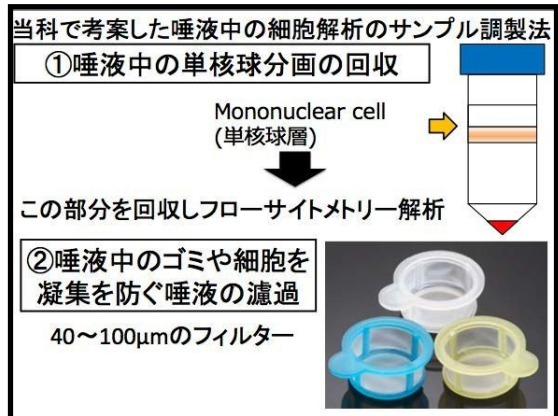 当科で考案した唾液中の細胞解析のサンプル調製法
①唾液中の単核球分画の回収
Mononuclear cell
(単核球層)
この部分を回収しフローサイトメトリー解析
②唾液中のゴミや細胞を
凝集を防ぐ唾液の濾過
40～100μmのフィルター